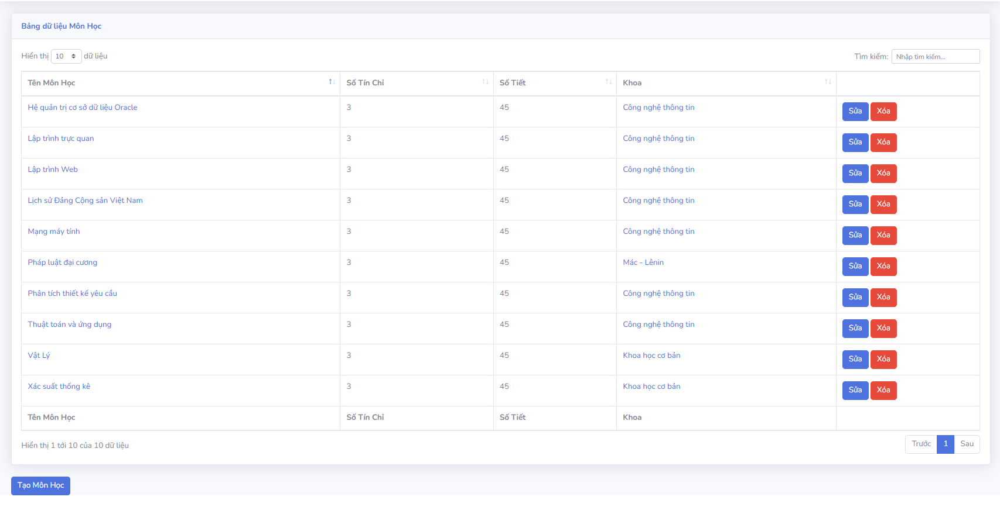 Bảng dữ liệu Môn Học
Hiển thị 10 dữ liệu Tìm kiếm: Nhập tìm kiếm...
Tên Môn Học Số Tín Chỉ Số Tiết Khoa
Hệ quản trị cơ sở dữ liệu Oracle 3 45 Công nghệ thông tin Sửa Xóa
Lập trình trực quan 3 45 Công nghệ thông tin Sửa Xóa
Lập trình Web 3 45 Công nghệ thông tin Sửa Xóa
Lịch sử Đảng Cộng sản Việt Nam 3 45 Công nghệ thông tin Sửa Xóa
Mạng máy tính 3 45 Công nghệ thông tin Sửa Xóa
Pháp luật đại cương 3 45 Mác - Lênin Sửa Xóa
Phân tích thiết kế yêu cầu 3 45 Công nghệ thông tin Sửa Xóa
Thuật toán và ứng dụng 3 45 Công nghệ thông tin Sửa Xóa
Vật Lý 3 45 Khoa học cơ bản Sửa Xóa
Xác suất thống kê 3 45 Khoa học cơ bản Sửa Xóa
Tên Môn Học Số Tín Chỉ Số Tiết Khoa
Hiển thị 1 tới 10 của 10 dữ liệu Trước 1 Sau
Tạo Môn Học